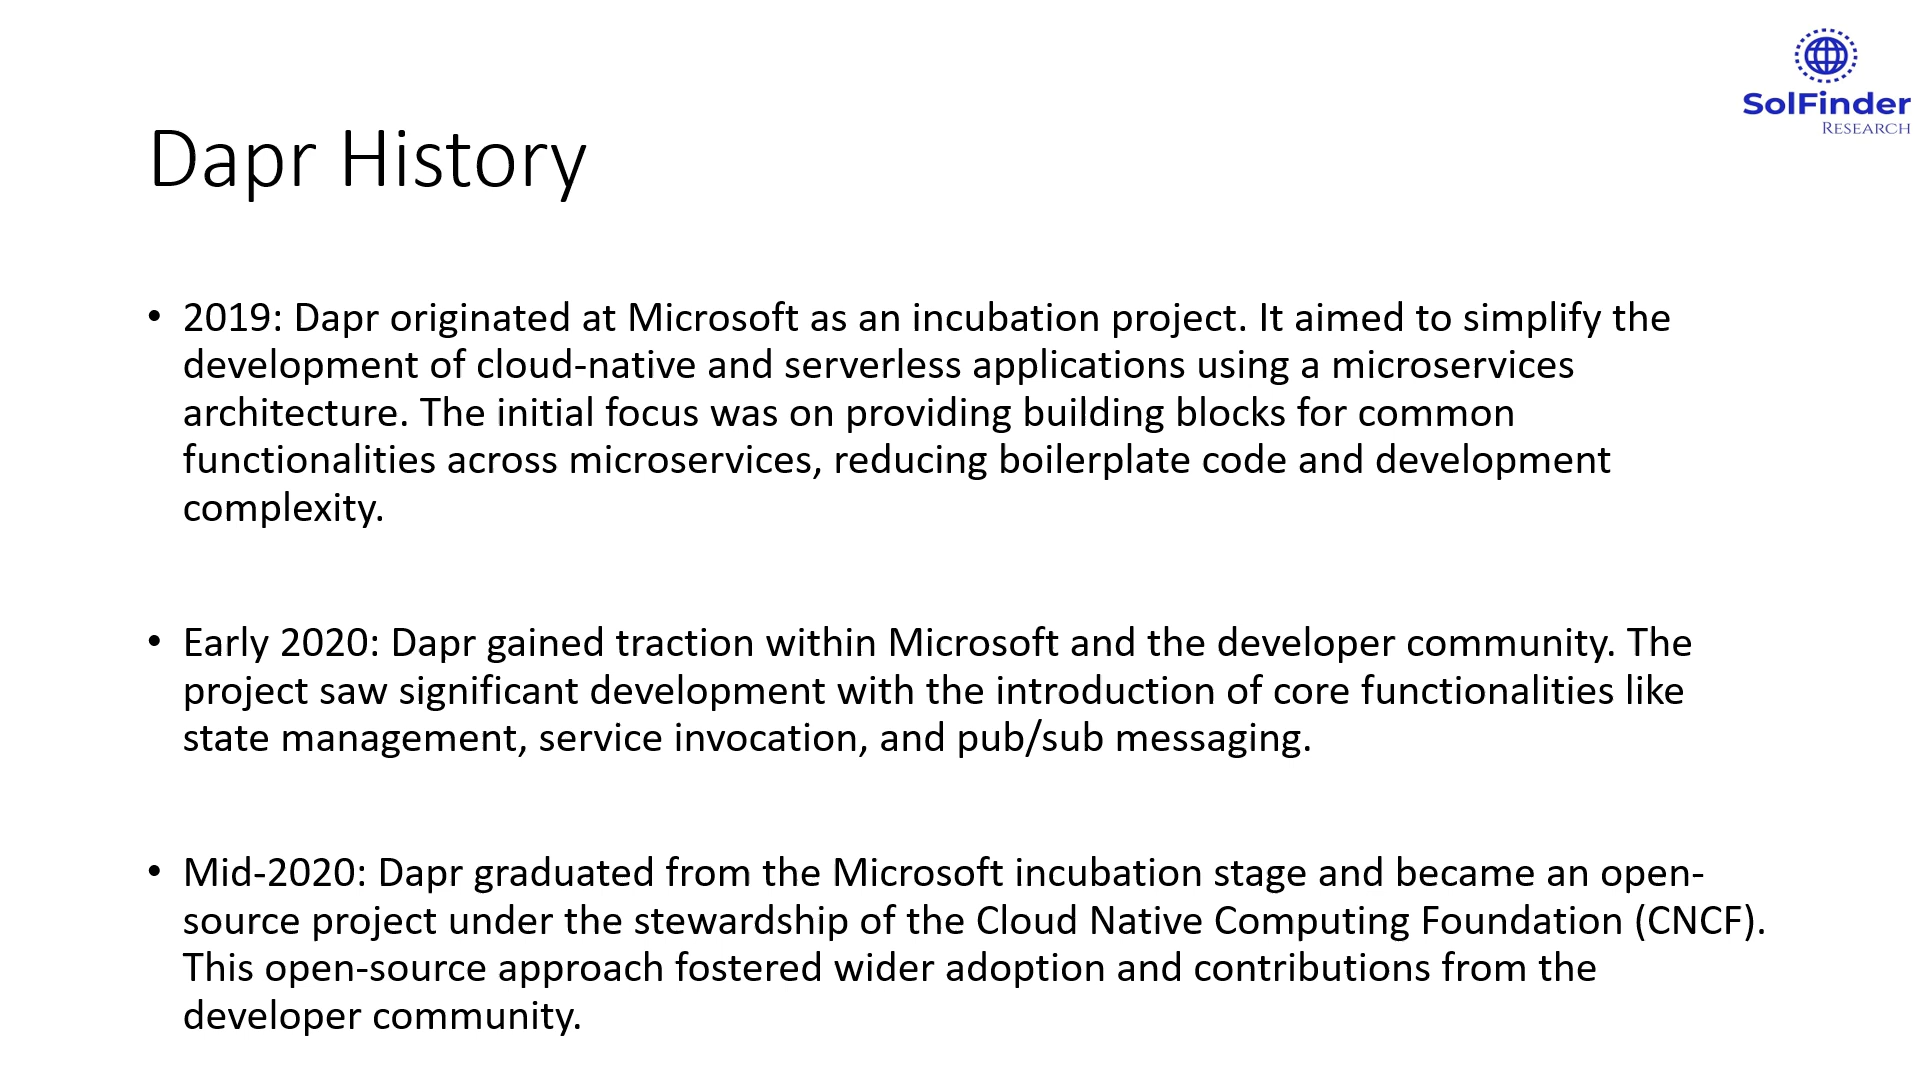 SolFinder
RESEARCH
Dapr History
• 2019: Dapr originated at Microsoft as an incubation project. It aimed to simplify the
development of cloud-native and serverless applications using a microservices
architecture. The initial focus was on providing building blocks for common
functionalities across microservices, reducing boilerplate code and development
complexity.
• Early 2020: Dapr gained traction within Microsoft and the developer community. The
project saw significant development with the introduction of core functionalities like
state management, service invocation, and pub/sub messaging.
• Mid-2020: Dapr graduated from the Microsoft incubation stage and became an open-
source project under the stewardship of the Cloud Native Computing Foundation (CNCF).
This open-source approach fostered wider adoption and contributions from the
developer community.